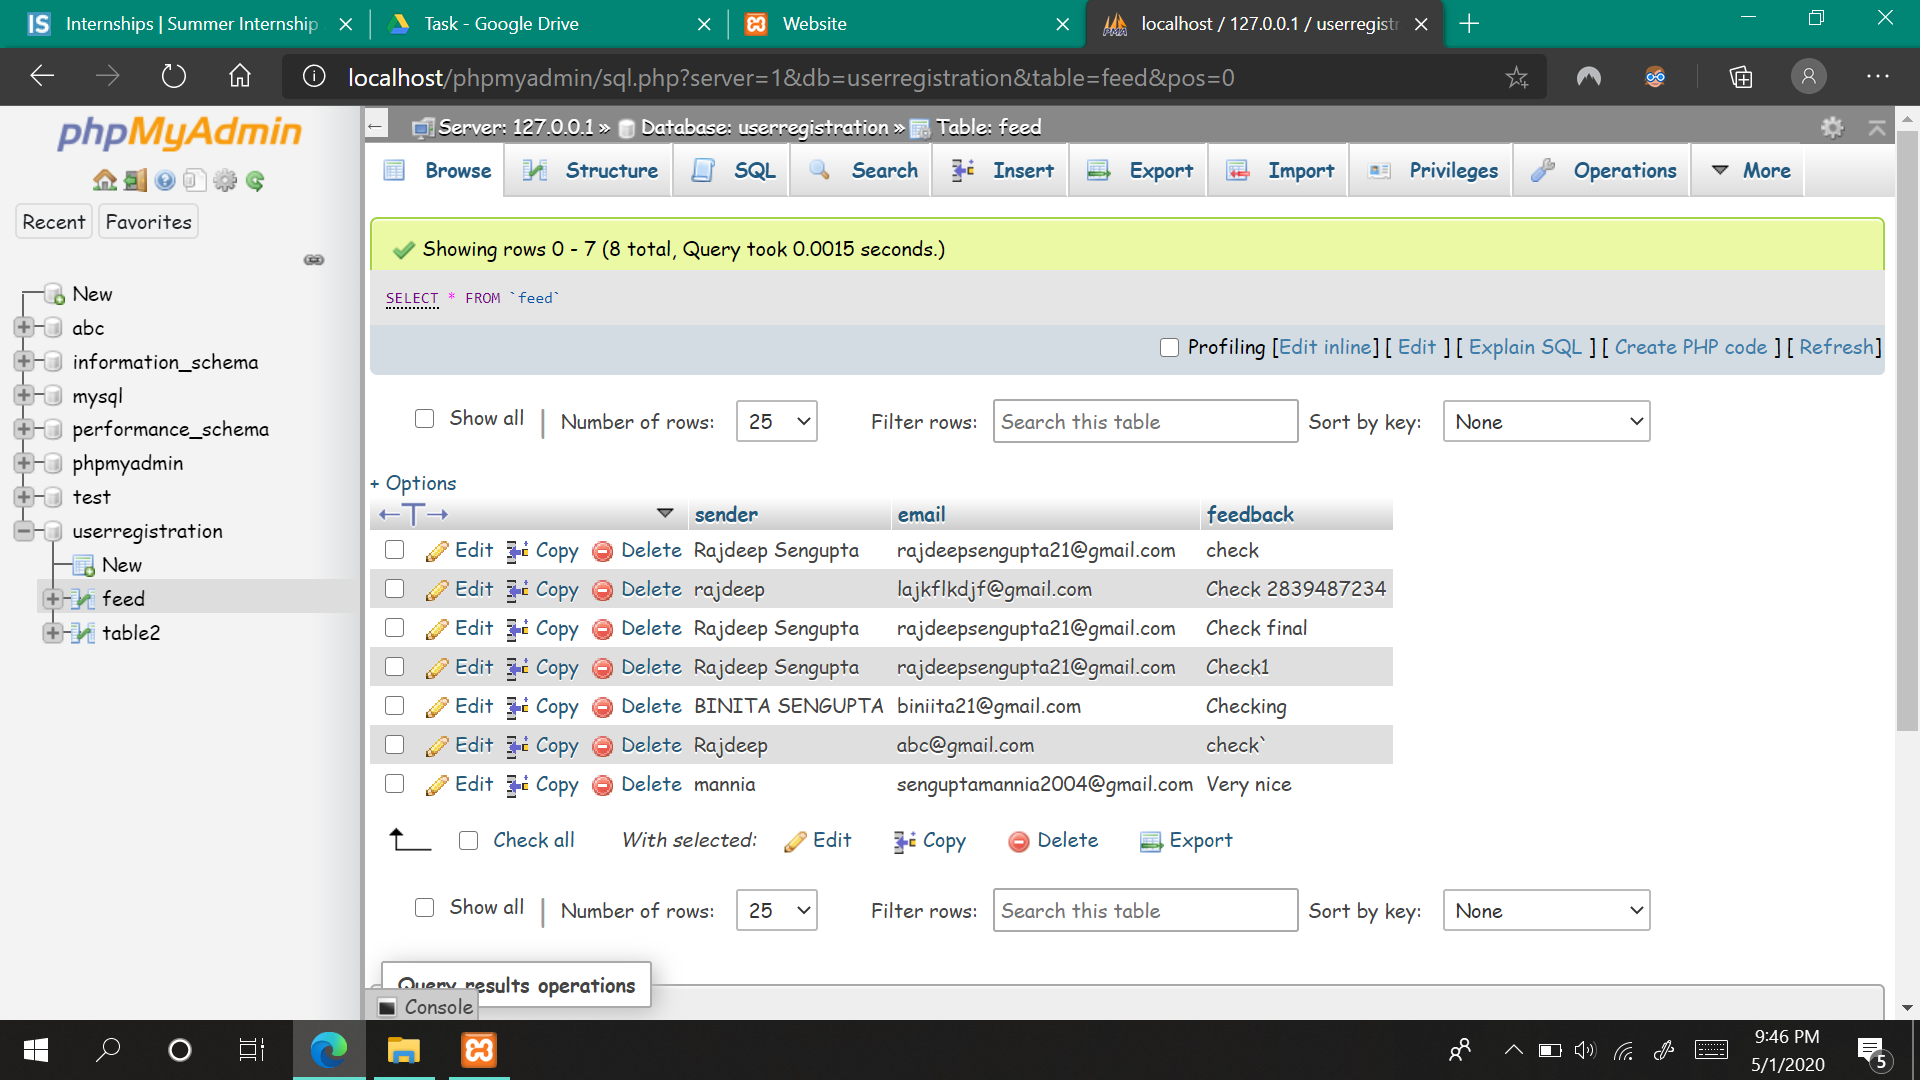 Internships | Summer Internship
Task - Google Drive
Website
localhost / 127.0.0.1 / userregistr
localhost/phpmyadmin/sql.php?server=1&db=userregistration&table=feed&pos=0
phpMyAdmin
Recent Favorites
New
abc
information_schema
mysql
performance_schema
phpmyadmin
test
userregistration
New
feed
table2
Server: 127.0.0.1 » Database: userregistration » Table: feed
Browse Structure SQL Search Insert Export Import Privileges Operations More
Showing rows 0 - 7 (8 total, Query took 0.0015 seconds.)
SELECT * FROM `feed`
Profiling [Edit inline] [ Edit ] [ Explain SQL ] [ Create PHP code ] [ Refresh]
Show all | Number of rows: 25 Filter rows: Search this table Sort by key: None
+ Options
←T→ sender email feedback
Edit Copy Delete Rajdeep Sengupta rajdeepsengupta21@gmail.com check
Edit Copy Delete rajdeep lajkflkdjf@gmail.com Check 2839487234
Edit Copy Delete Rajdeep Sengupta rajdeepsengupta21@gmail.com Check final
Edit Copy Delete Rajdeep Sengupta rajdeepsengupta21@gmail.com Check1
Edit Copy Delete BINITA SENGUPTA biniita21@gmail.com Checking
Edit Copy Delete Rajdeep abc@gmail.com check`
Edit Copy Delete mannia senguptamannia2004@gmail.com Very nice
Check all With selected: Edit Copy Delete Export
Show all | Number of rows: 25 Filter rows: Search this table Sort by key: None
Query results operations
Console
9:46 PM
5/1/2020
5